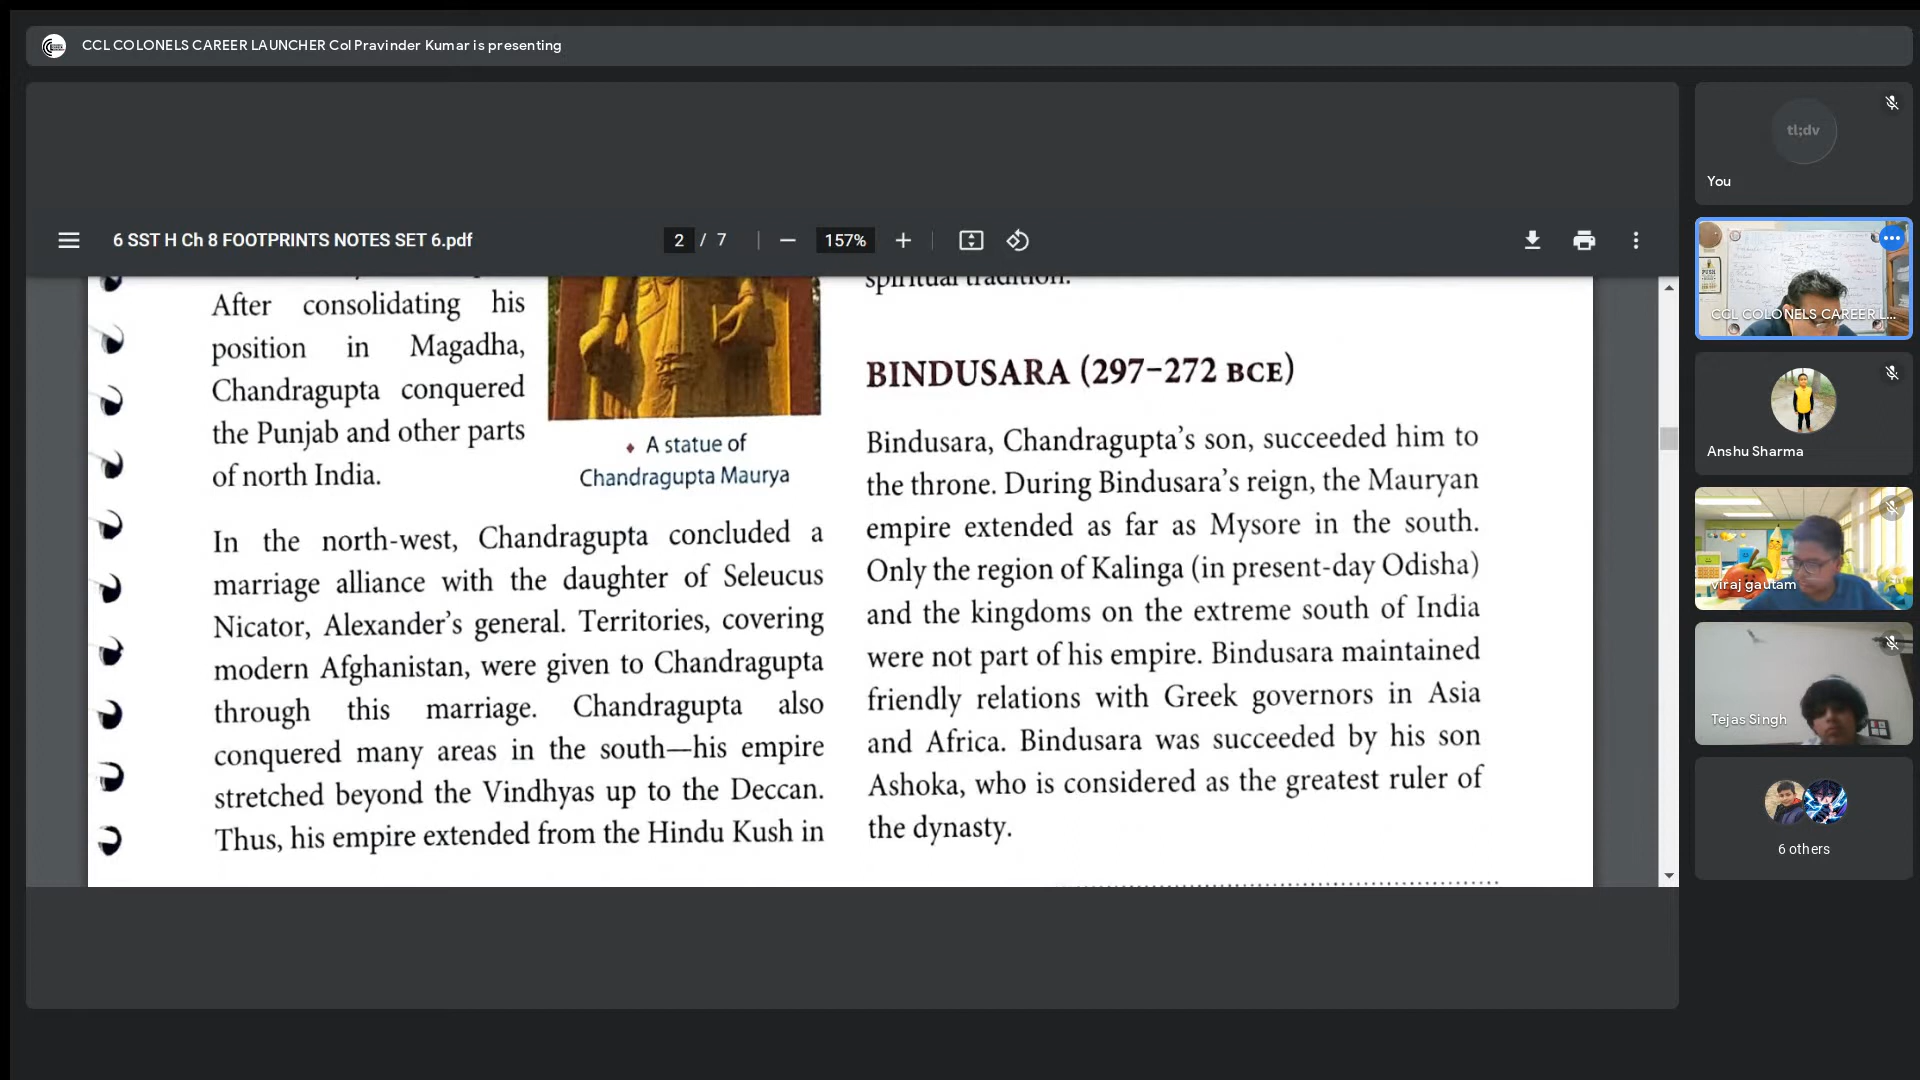 CCL COLONELS CAREER LAUNCHER Col Pravinder Kumar is presenting
6 SST H Ch 8 FOOTPRINTS NOTES SET 6.pdf
2 / 7
157%
After consolidating his
position in Magadha,
Chandragupta conquered
the Punjab and other parts
of north India.
♦ A statue of
Chandragupta Maurya
In the north-west, Chandragupta concluded a
marriage alliance with the daughter of Seleucus
Nicator, Alexander's general. Territories, covering
modern Afghanistan, were given to Chandragupta
through this marriage. Chandragupta also
conquered many areas in the south—his empire
stretched beyond the Vindhyas up to the Deccan.
Thus, his empire extended from the Hindu Kush in
spiritual tradition.
BINDUSARA (297–272 BCE)
Bindusara, Chandragupta's son, succeeded him to
the throne. During Bindusara's reign, the Mauryan
empire extended as far as Mysore in the south.
Only the region of Kalinga (in present-day Odisha)
and the kingdoms on the extreme south of India
were not part of his empire. Bindusara maintained
friendly relations with Greek governors in Asia
and Africa. Bindusara was succeeded by his son
Ashoka, who is considered as the greatest ruler of
the dynasty.
tl;dv
You
PUSH
CCL COLONELS CAREER L...
Anshu Sharma
viraj gautam
Tejas Singh
6 others